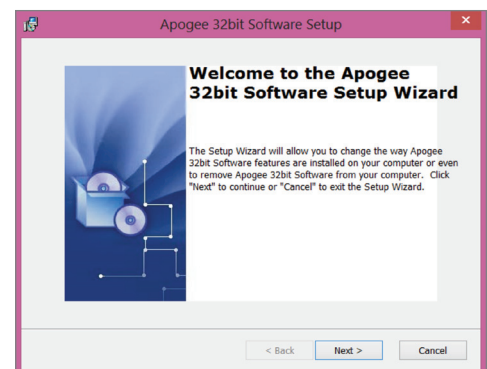 Apogee 32bit Software Setup
Welcome to the Apogee
32bit Software Setup Wizard
The Setup Wizard will allow you to change the way Apogee
32bit Software features are installed on your computer or even
to remove Apogee 32bit Software from your computer. Click
"Next" to continue or "Cancel" to exit the Setup Wizard.
< Back
Next >
Cancel